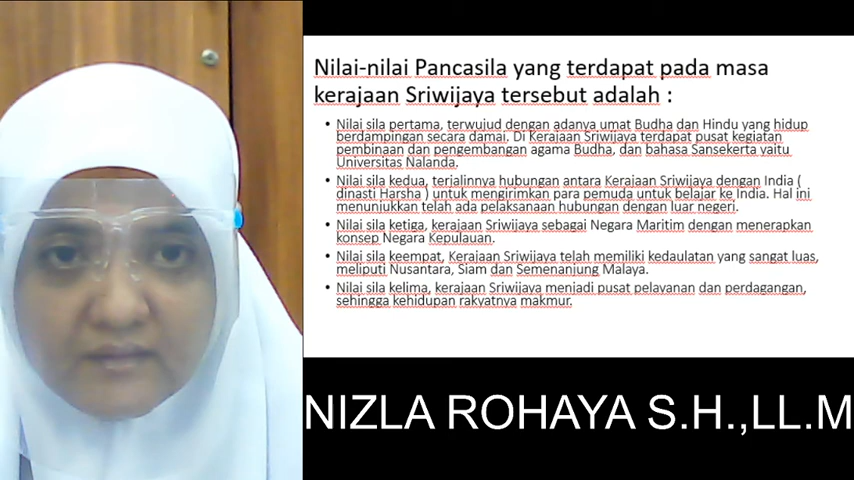 Nilai-nilai Pancasila yang terdapat pada masa
kerajaan Sriwijaya tersebut adalah :
• Nilai sila pertama, terwujud dengan adanya umat Budha dan Hindu yang hidup
berdampingan secara damai. Di Kerajaan Sriwijaya terdapat pusat kegiatan
pembinaan dan pengembangan agama Budha, dan bahasa Sansekerta yaitu
Universitas Nalanda.
• Nilai sila kedua, terjalinnya hubungan antara Kerajaan Sriwijaya dengan India (
dinasti Harsha ) untuk mengirimkan para pemuda untuk belajar ke India. Hal ini
menunjukkan telah ada pelaksanaan hubungan dengan luar negeri.
• Nilai sila ketiga, kerajaan Sriwijaya sebagai Negara Maritim dengan menerapkan
konsep Negara Kepulauan.
• Nilai sila keempat, Kerajaan Sriwijaya telah memiliki kedaulatan yang sangat luas,
meliputi Nusantara, Siam dan Semenanjung Malaya.
• Nilai sila kelima, kerajaan Sriwijaya menjadi pusat pelayanan dan perdagangan,
sehingga kehidupan rakyatnya makmur.
NIZLA ROHAYA S.H.,LL.M